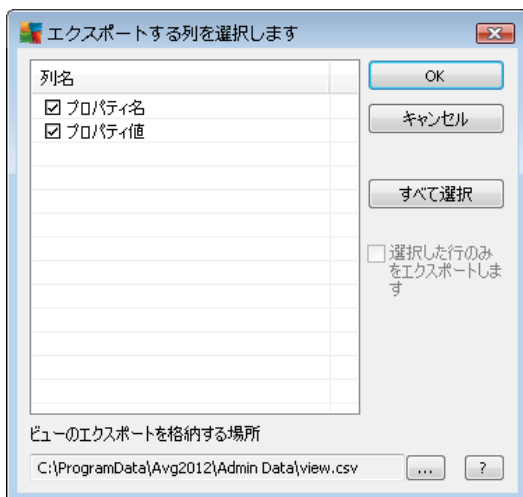 エクスポートする列を選択します
列名
プロパティ名
プロパティ値
OK
キャンセル
すべて選択
選択した行のみ
をエクスポートしま
す
ビューのエクスポートを格納する場所
C:\ProgramData\Avg2012\Admin Data\view.csv
...
?